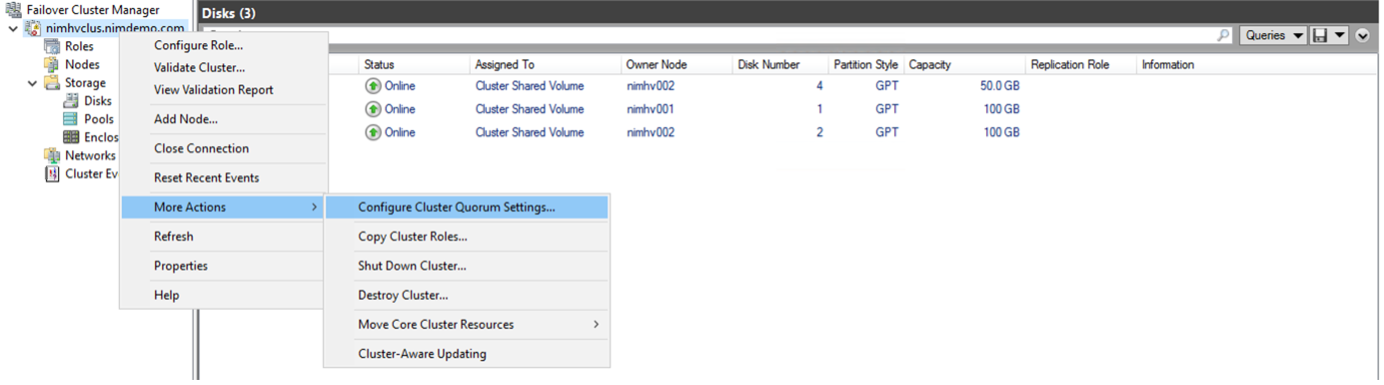 Failover Cluster Manager
nimhvclus.nimdemo.com
Roles
Nodes
Storage
Disks
Pools
Enclos
Networks
Cluster Ev
Configure Role...
Validate Cluster...
View Validation Report
Add Node...
Close Connection
Reset Recent Events
More Actions
Refresh
Properties
Help
Configure Cluster Quorum Settings...
Copy Cluster Roles...
Shut Down Cluster...
Destroy Cluster...
Move Core Cluster Resources
Cluster-Aware Updating
Disks (3)
Queries
Status Assigned To Owner Node Disk Number Partition Style Capacity Replication Role Information
Online Cluster Shared Volume nimhv002 4 GPT 50.0 GB
Online Cluster Shared Volume nimhv001 1 GPT 100 GB
Online Cluster Shared Volume nimhv002 2 GPT 100 GB